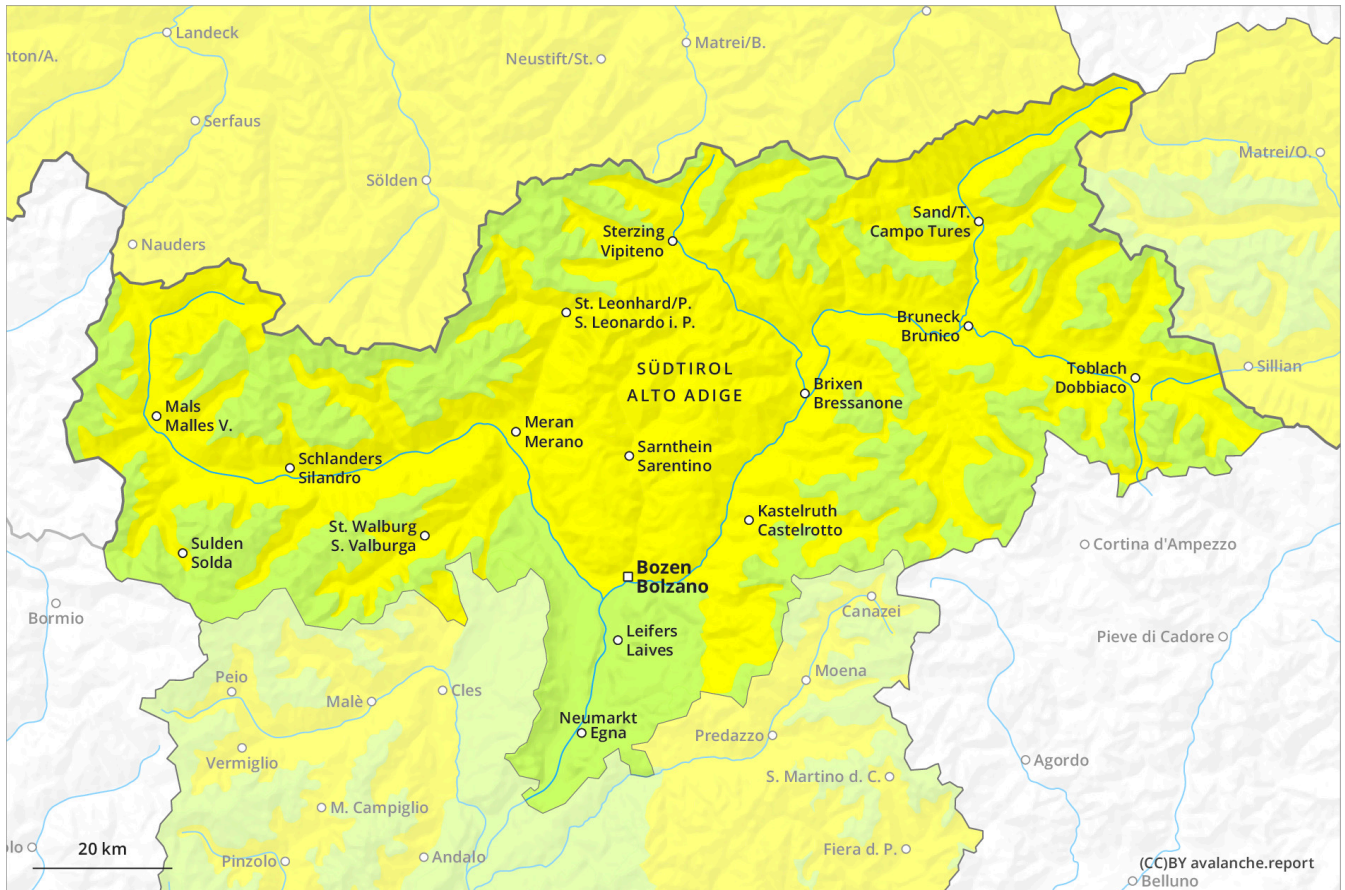 Landeck
Matrei/B.
nton/A.
Neustift/St.
Serfaus
Matrei/O.
Sölden
Sand/T.
Campo Tures
Sterzing
Vipiteno
Nauders
St. Leonhard/P.
S. Leonardo i. P.
Bruneck
Brunico
SÜDTIROL
ALTO ADIGE
Toblach
Dobbiaco
Sillian
Brixen
Bressanone
Mals
Malles V.
Meran
Merano
Sarnthein
Sarentino
Schlanders
Silandro
Kastelruth
Castelrotto
St. Walburg
S. Valburga
Sulden
Solda
Cortina d'Ampezzo
Bozen
Bolzano
Bormio
Canazei
Leifers
Laives
Pieve di Cadore
Peio
Moena
Malè
Cles
Neumarkt
Egna
Predazzo
Vermiglio
Agordo
S. Martino d. C.
M. Campiglio
20 km
lo
Pinzolo
Andalo
Fiera d. P.
(CC)BY avalanche.report
Belluno